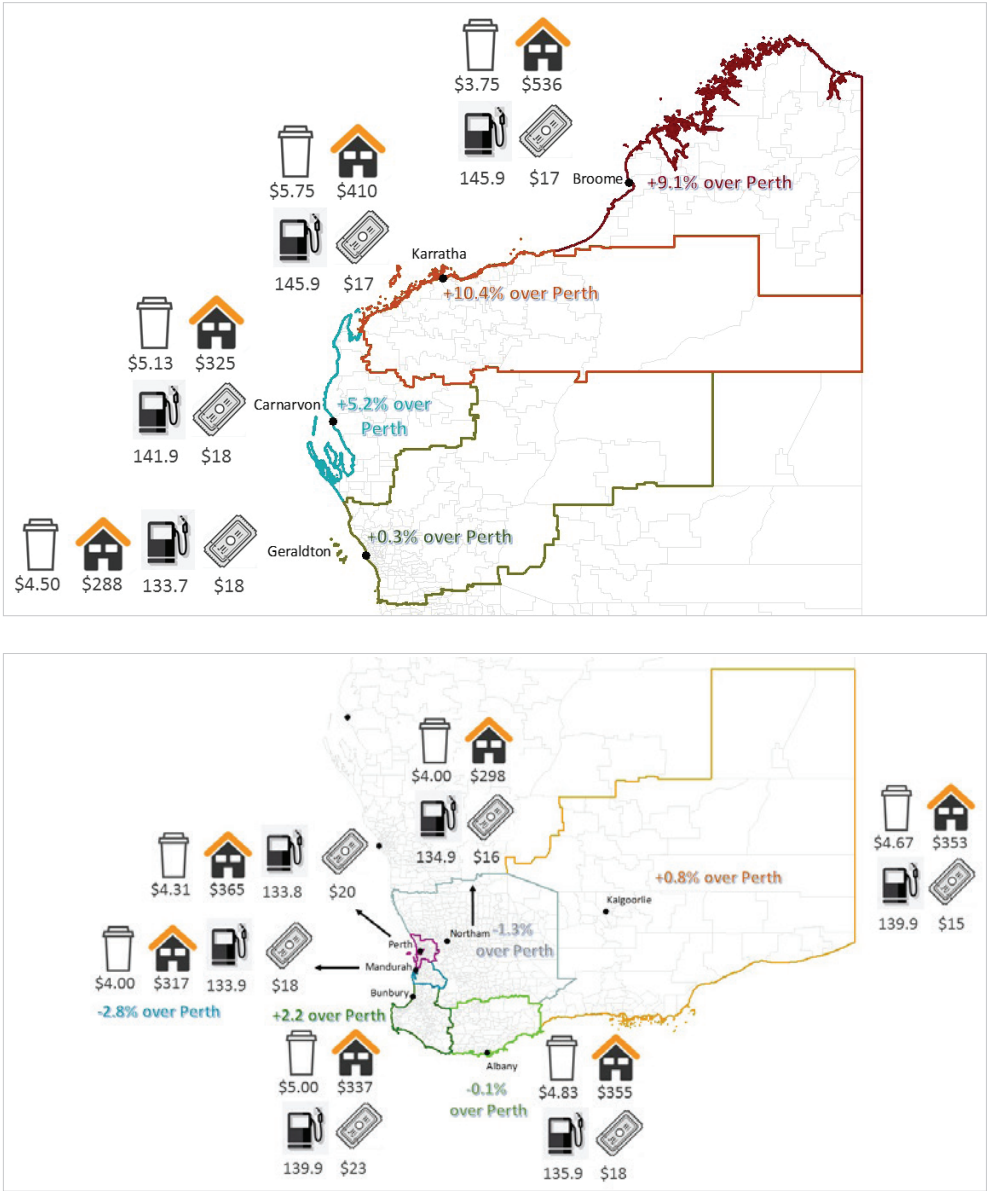 $3.75 $536
145.9 $17
Broome
+9.1% over Perth
$5.75 $410
145.9 $17
Karratha
+10.4% over Perth
$5.13 $325
141.9 $18
Carnarvon
+5.2% over
Perth
$4.50 $288 133.7 $18
Geraldton
+0.3% over Perth
$4.00 $298
134.9 $16
$4.67 $353
139.9 $15
$4.31 $365 133.8 $20
+0.8% over Perth
Kalgoorlie
Northam
-1.3%
over Perth
Perth
Mandurah
$4.00 $317 133.9 $18
-2.8% over Perth
Bunbury
+2.2 over Perth
$5.00 $337
139.9 $23
Albany
-0.1%
over Perth
$4.83 $355
135.9 $18